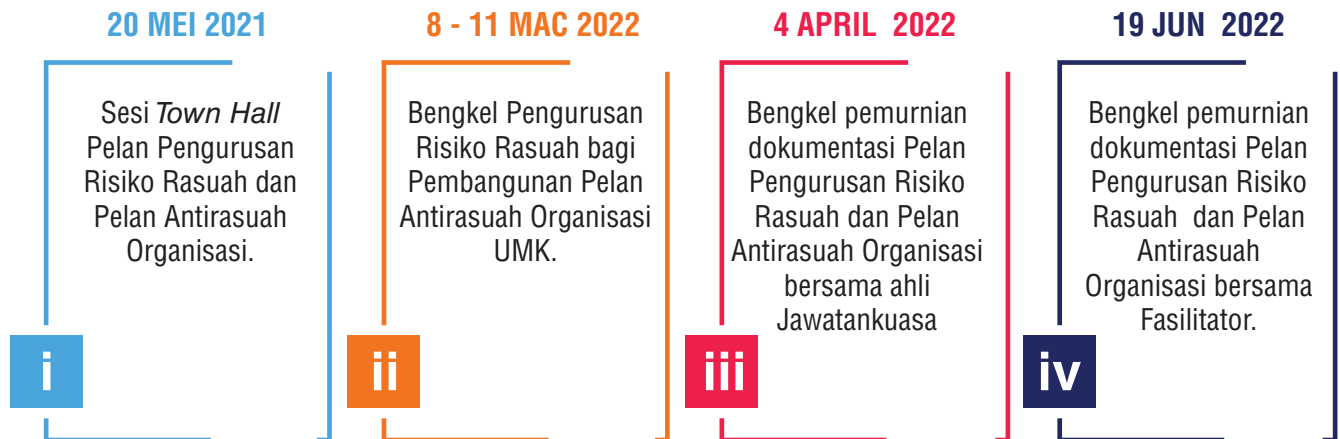 20 MEI 2021
Sesi Town Hall
Pelan Pengurusan
Risiko Rasuah dan
Pelan Antirasuah
Organisasi.
i
8 - 11 MAC 2022
Bengkel Pengurusan
Risiko Rasuah bagi
Pembangunan Pelan
Antirasuah Organisasi
UMK.
ii
4 APRIL 2022
Bengkel pemurnian
dokumentasi Pelan
Pengurusan Risiko
Rasuah dan Pelan
Antirasuah Organisasi
bersama ahli
Jawatankuasa
iii
19 JUN 2022
Bengkel pemurnian
dokumentasi Pelan
Pengurusan Risiko
Rasuah dan Pelan
Antirasuah
Organisasi bersama
Fasilitator.
iv